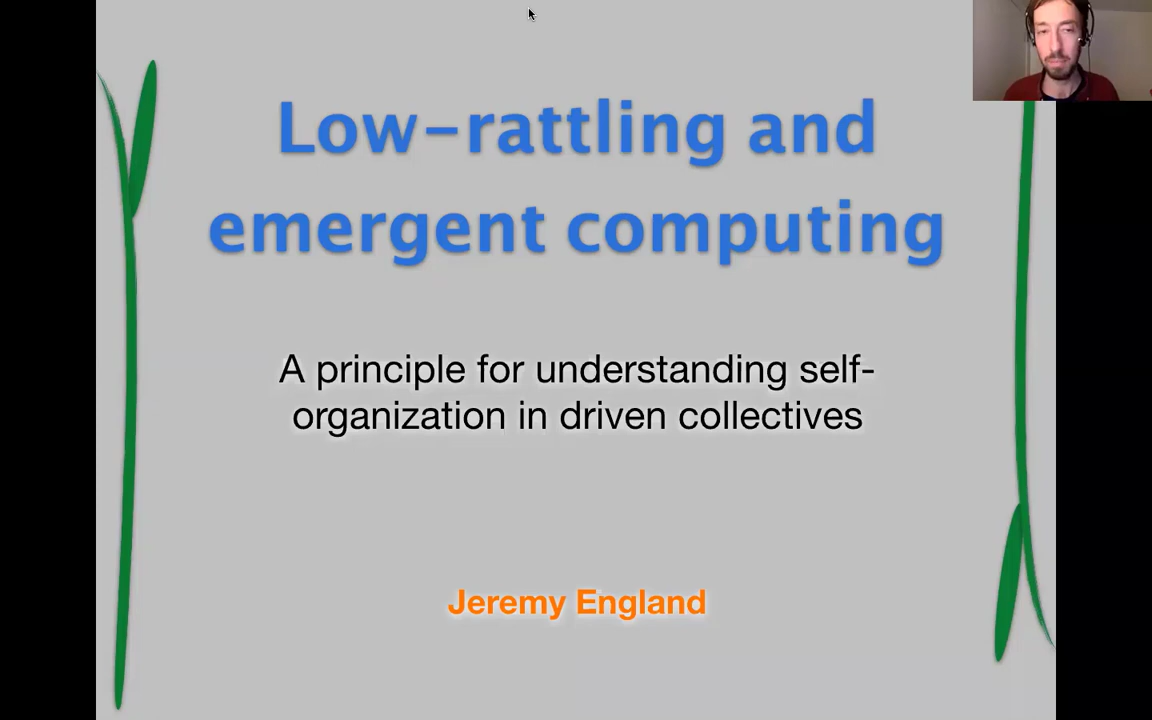 Low-rattling and
emergent computing
A principle for understanding self-
organization in driven collectives
Jeremy England